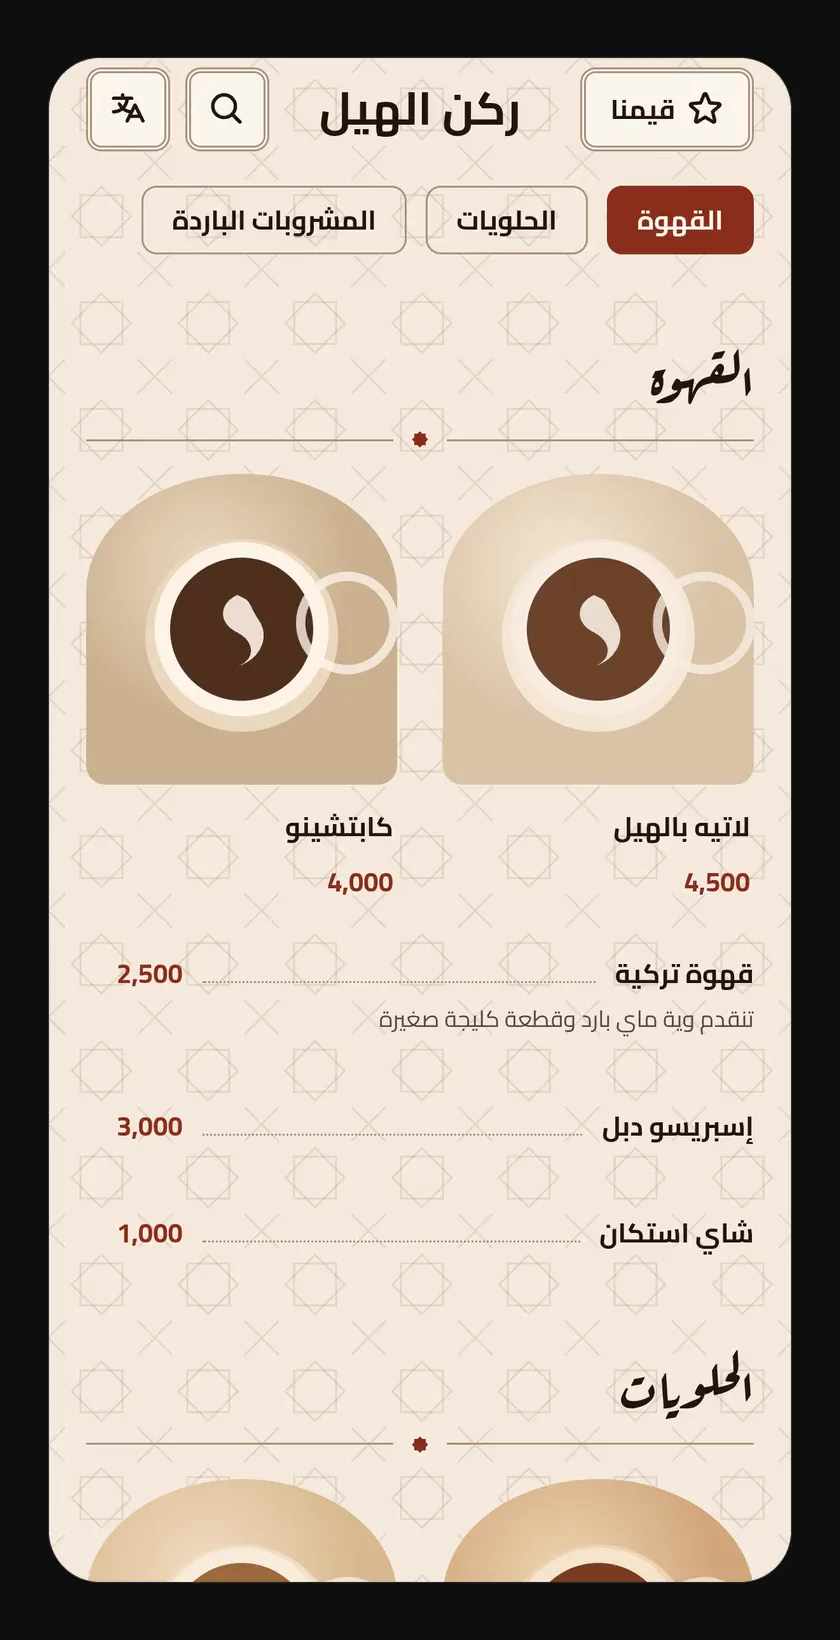 قيمنا
ركن الهيل
القهوة
الحلويات
المشروبات الباردة
القهوة
لاتيه بالهيل
4,500
كابتشينو
4,000
قهوة تركية 2,500
تنقدم وية ماي بارد وقطعة كليجة صغيرة
إسبريسو دبل 3,000
شاي استكان 1,000
الحلويات